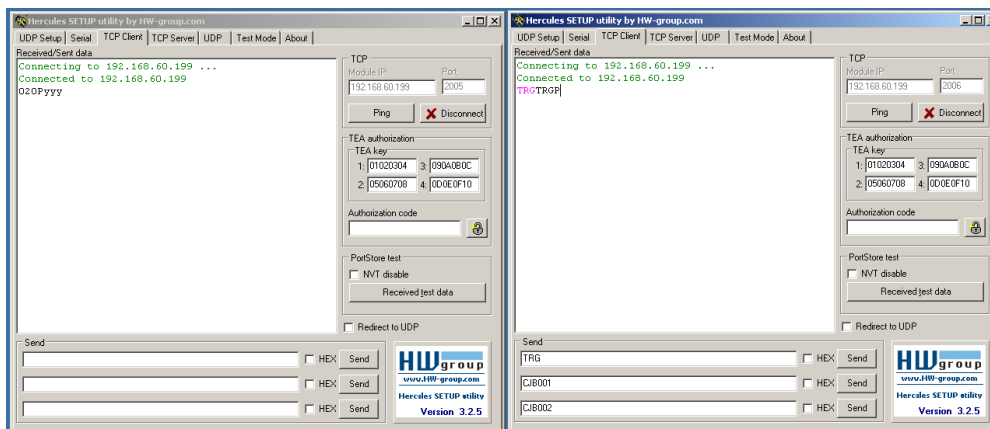 Hercules SETUP utility by HW-group.com
UDP Setup Serial TCP Client TCP Server UDP Test Mode About
Received/Sent data
Connecting to 192.168.60.199 ...
Connected to 192.168.60.199
020Pyyy
TCP
Module IP Port
192.168.60.199 2005
Ping Disconnect
TEA authorization
TEA key
1: 01020304 3: 090A0B0C
2: 05060708 4: 0D0E0F10
Authorization code
PortStore test
NVT disable
Received test data
Redirect to UDP
Send
HEX Send
HEX Send
HEX Send
HW group
www.HW-group.com
Hercules SETUP utility
Version 3.2.5
Hercules SETUP utility by HW-group.com
UDP Setup Serial TCP Client TCP Server UDP Test Mode About
Received/Sent data
Connecting to 192.168.60.199 ...
Connected to 192.168.60.199
TRGTRGP
TCP
Module IP Port
192.168.60.199 2006
Ping Disconnect
TEA authorization
TEA key
1: 01020304 3: 090A0B0C
2: 05060708 4: 0D0E0F10
Authorization code
PortStore test
NVT disable
Received test data
Redirect to UDP
Send
TRG HEX Send
CJB001 HEX Send
CJB002 HEX Send
HW group
www.HW-group.com
Hercules SETUP utility
Version 3.2.5